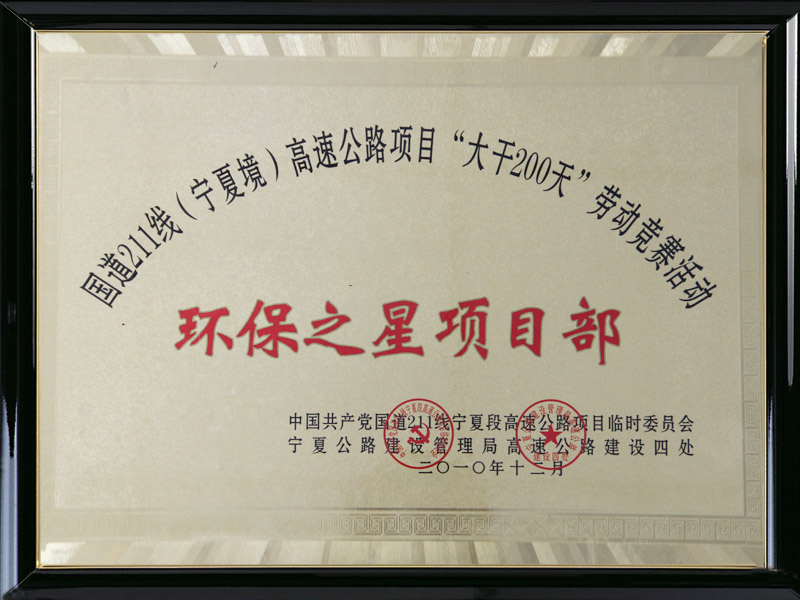 国道211线（宁夏境）高速公路项目“大干200天”劳动竞赛活动
环保之星项目部
中国共产党国道211线宁夏段高速公路项目临时委员会
宁夏公路建设管理局高速公路建设四处
二〇一〇年十二月
建设四处